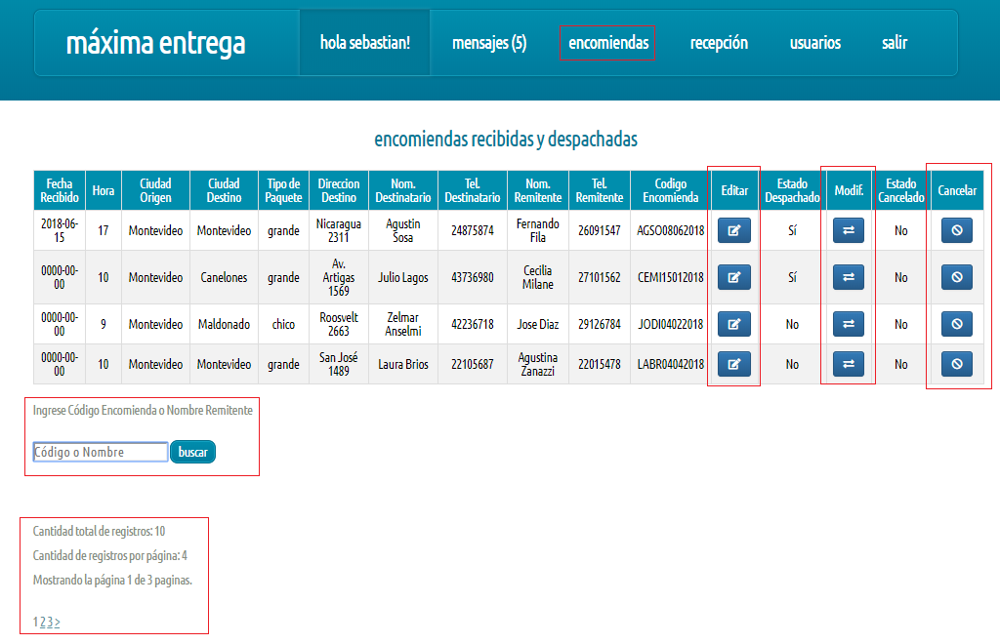 máxima entrega
hola sebastian! mensajes (5) encomiendas recepción usuarios salir
encomiendas recibidas y despachadas
Fecha Recibido Hora Ciudad Origen Ciudad Destino Tipo de Paquete Direccion Destino Nom. Destinatario Tel. Destinatario Nom. Remitente Tel. Remitente Codigo Encomienda Editar Estado Despachado Modif. Estado Cancelado Cancelar
2018-06-15 17 Montevideo Montevideo grande Nicaragua 2311 Agustin Sosa 24875874 Fernando Fila 26091547 AGSO08062018 Sí No
0000-00-00 10 Montevideo Canelones grande Av. Artigas 1569 Julio Lagos 43736980 Cecilia Milane 27101562 CEMI15012018 Sí No
0000-00-00 9 Montevideo Maldonado chico Roosvelt 2663 Zelmar Anselmi 42236718 Jose Diaz 29126784 JODI04022018 No No
0000-00-00 10 Montevideo Montevideo grande San José 1489 Laura Brios 22105687 Agustina Zanazzi 22015478 LABR04042018 No No
Ingrese Código Encomienda o Nombre Remitente
Código o Nombre buscar
Cantidad total de registros: 10
Cantidad de registros por página: 4
Mostrando la página 1 de 3 paginas.
1 2 3 >